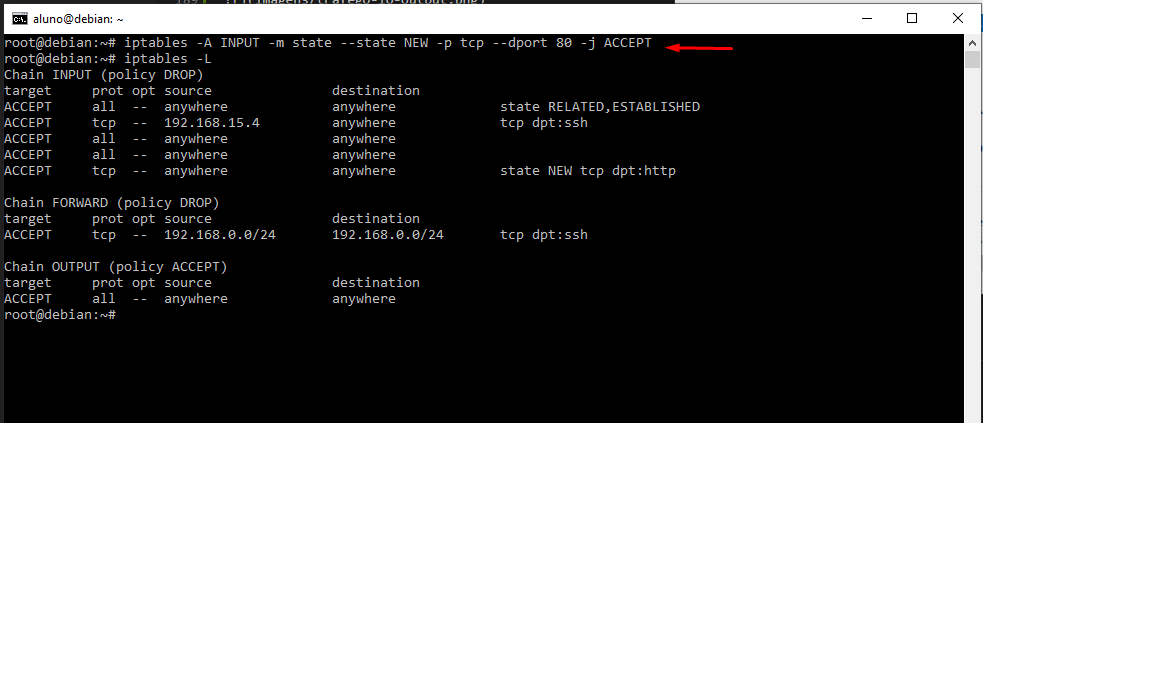 aluno@debian: ~
root@debian:~# iptables -A INPUT -m state --state NEW -p tcp --dport 80 -j ACCEPT
root@debian:~# iptables -L
Chain INPUT (policy DROP)
target     prot opt source               destination
ACCEPT     all  --  anywhere             anywhere             state RELATED,ESTABLISHED
ACCEPT     tcp  --  192.168.15.4         anywhere             tcp dpt:ssh
ACCEPT     all  --  anywhere             anywhere
ACCEPT     all  --  anywhere             anywhere
ACCEPT     tcp  --  anywhere             anywhere             state NEW tcp dpt:http
Chain FORWARD (policy DROP)
target     prot opt source               destination
ACCEPT     tcp  --  192.168.0.0/24       192.168.0.0/24       tcp dpt:ssh
Chain OUTPUT (policy ACCEPT)
target     prot opt source               destination
ACCEPT     all  --  anywhere             anywhere
root@debian:~#